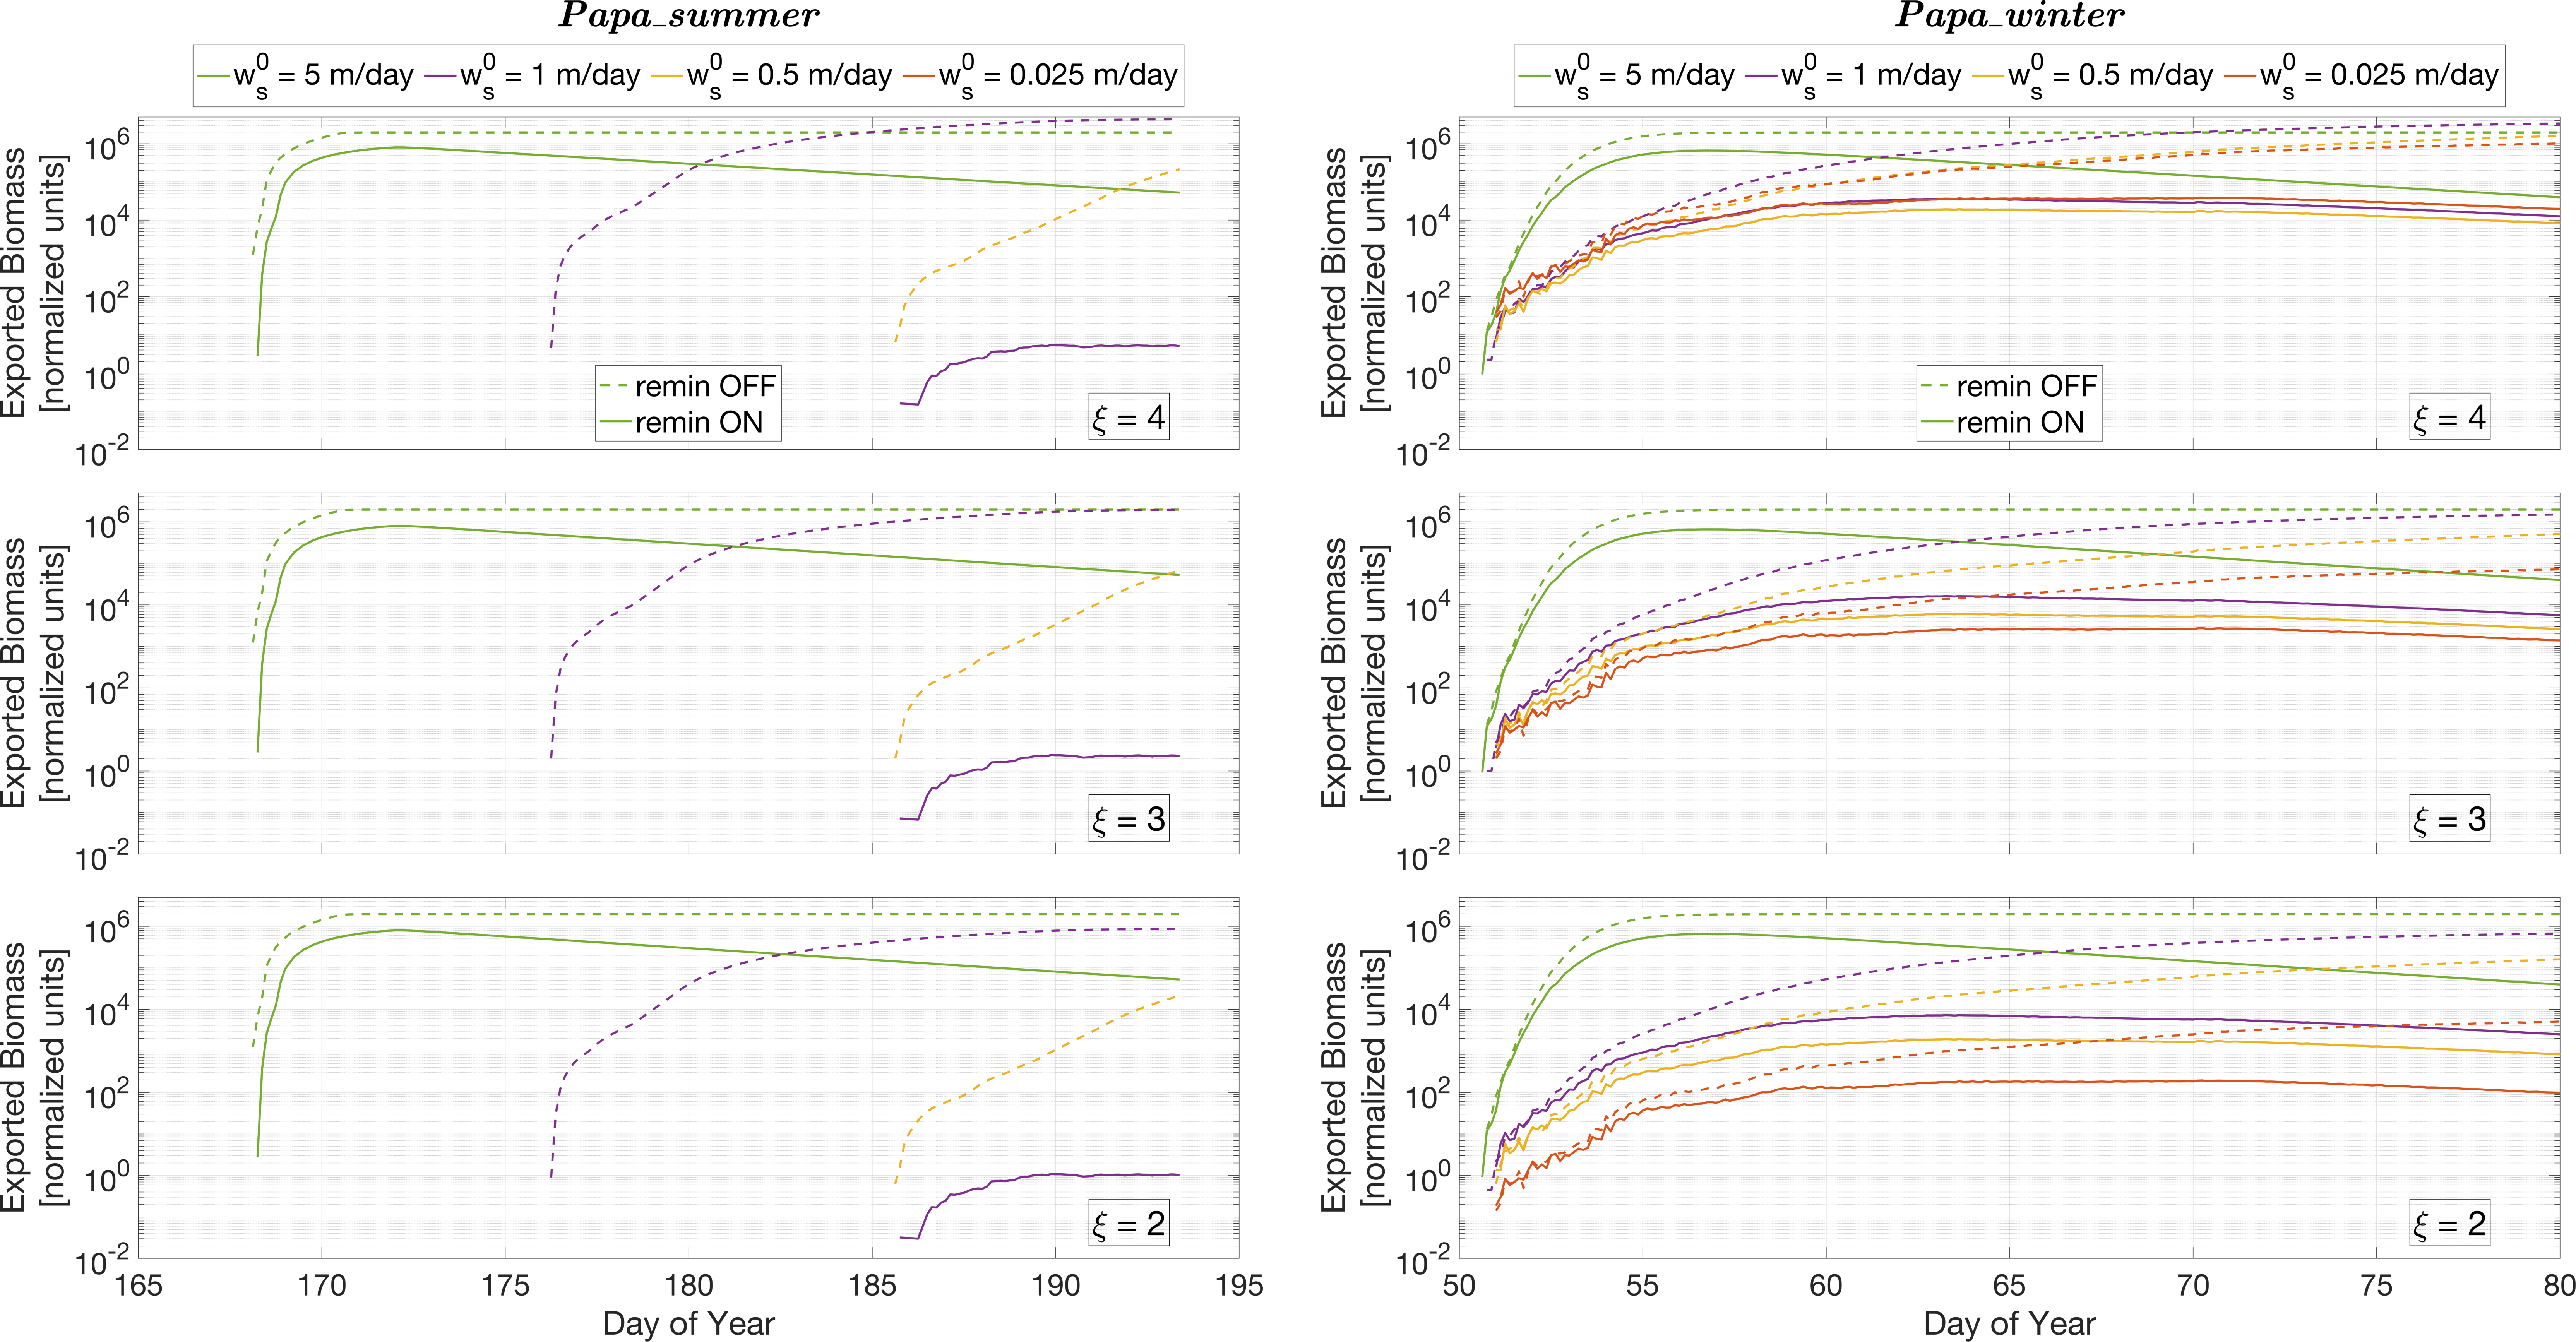 Papa_summer
w_s^0 = 5 m/day w_s^0 = 1 m/day w_s^0 = 0.5 m/day w_s^0 = 0.025 m/day
Exported Biomass
[normalized units]
10^6
10^4
10^2
10^0
10^-2
remin OFF
remin ON
ξ = 4
Exported Biomass
[normalized units]
10^6
10^4
10^2
10^0
10^-2
ξ = 3
Exported Biomass
[normalized units]
10^6
10^4
10^2
10^0
10^-2
ξ = 2
165 170 175 180 185 190 195
Day of Year
Papa_winter
w_s^0 = 5 m/day w_s^0 = 1 m/day w_s^0 = 0.5 m/day w_s^0 = 0.025 m/day
Exported Biomass
[normalized units]
10^6
10^4
10^2
10^0
10^-2
remin OFF
remin ON
ξ = 4
Exported Biomass
[normalized units]
10^6
10^4
10^2
10^0
10^-2
ξ = 3
Exported Biomass
[normalized units]
10^6
10^4
10^2
10^0
10^-2
ξ = 2
50 55 60 65 70 75 80
Day of Year